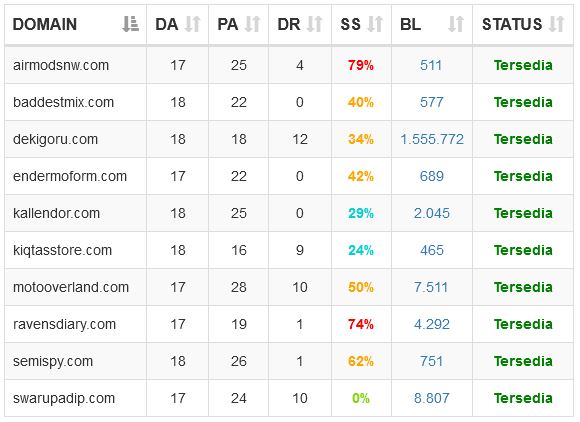 DOMAIN DA PA DR SS BL STATUS
airmodsnw.com 17 25 4 79% 511 Tersedia
baddestmix.com 18 22 0 40% 577 Tersedia
dekigoru.com 18 18 12 34% 1.555.772 Tersedia
endermoform.com 17 22 0 42% 689 Tersedia
kallendor.com 18 25 0 29% 2.045 Tersedia
kiqtasstore.com 18 16 9 24% 465 Tersedia
motooverland.com 17 28 10 50% 7.511 Tersedia
ravensdiary.com 17 19 1 74% 4.292 Tersedia
semispy.com 18 26 1 62% 751 Tersedia
swarupadip.com 17 24 10 0% 8.807 Tersedia